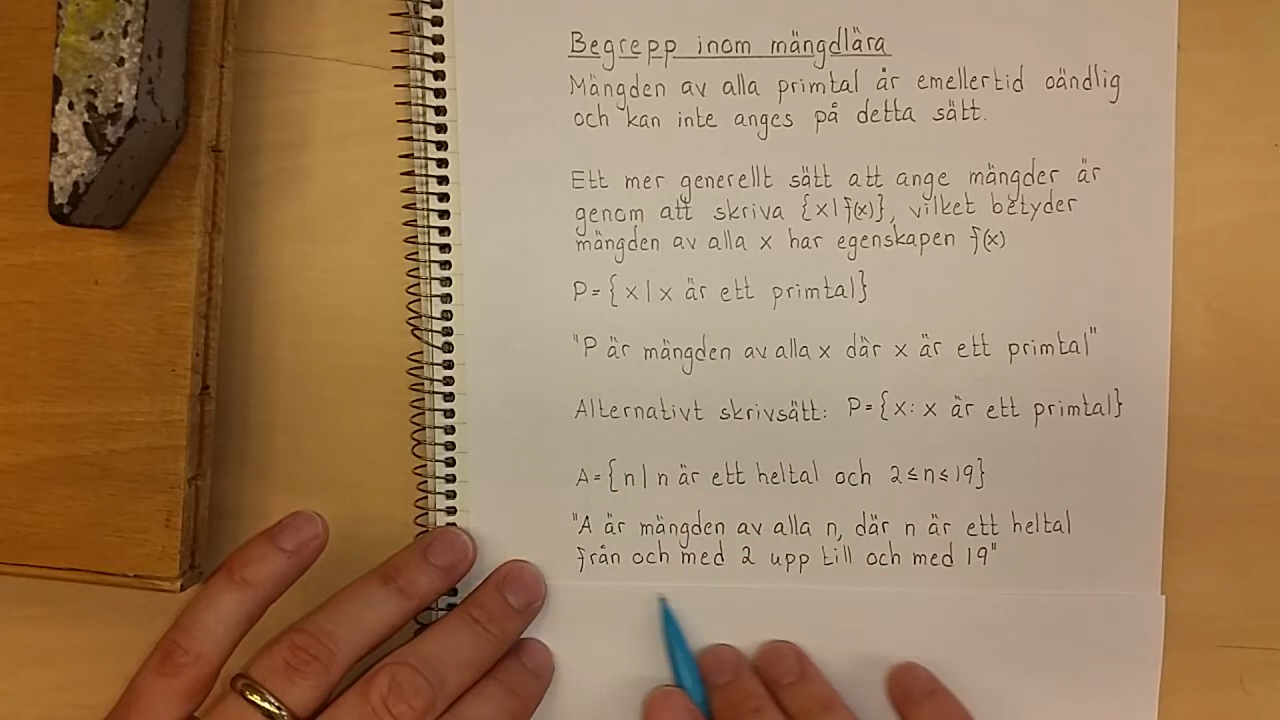 Begrepp inom mängdlära
Mängden av alla primtal är emellertid oändlig
och kan inte anges på detta sätt.
Ett mer generellt sätt att ange mängder är
genom att skriva {x|f(x)}, vilket betyder
mängden av alla x har egenskapen f(x)
P={x|x är ett primtal}
"P är mängden av alla x där x är ett primtal"
Alternativt skrivsätt: P={x: x är ett primtal}
A={n|n är ett heltal och 2≤n≤19}
"A är mängden av alla n, där n är ett heltal
från och med 2 upp till och med 19"